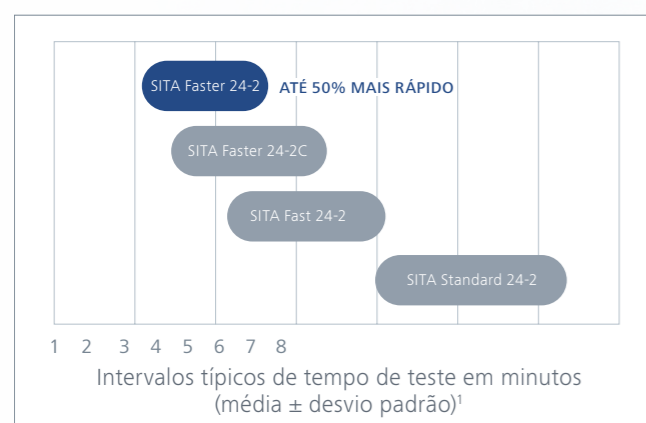 SITA Faster 24-2
ATÉ 50% MAIS RÁPIDO
SITA Faster 24-2C
SITA Fast 24-2
SITA Standard 24-2
1 2 3 4 5 6 7 8
Intervalos típicos de tempo de teste em minutos
(média ± desvio padrão)¹